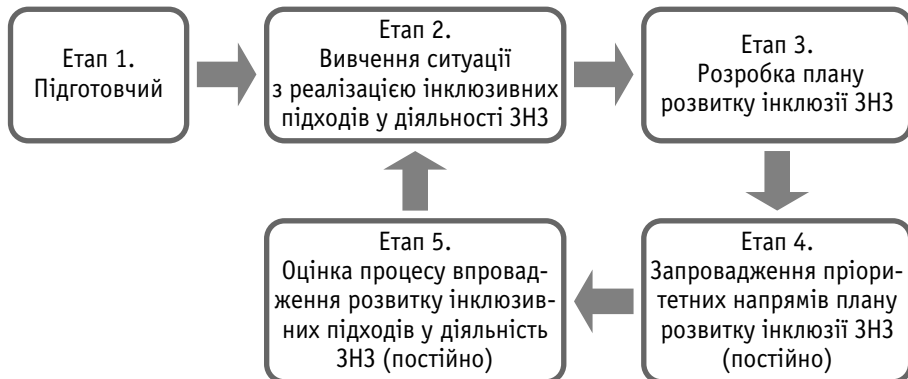 Етап 1.
Підготовчий
Етап 2.
Вивчення ситуації
з реалізацією інклюзивних
підходів у діяльності ЗНЗ
Етап 3.
Розробка плану
розвитку інклюзії ЗНЗ
Етап 4.
Запровадження пріори-
тетних напрямів плану
розвитку інклюзії ЗНЗ
(постійно)
Етап 5.
Оцінка процесу впровад-
ження розвитку інклюзив-
них підходів у діяльність
ЗНЗ (постійно)